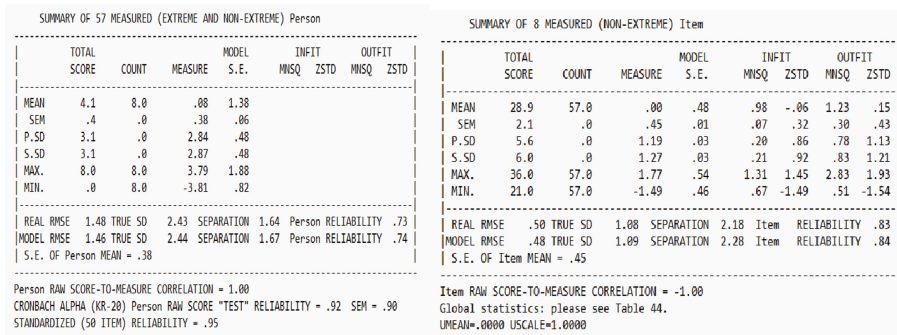 SUMMARY OF 57 MEASURED (EXTREME AND NON-EXTREME) Person
TOTAL MODEL INFIT OUTFIT
SCORE COUNT MEASURE S.E. MNSQ ZSTD MNSQ ZSTD
MEAN 4.1 8.0 .08 1.38
SEM .4 .0 .38 .06
P.SD 3.1 .0 2.84 .48
S.SD 3.1 .0 2.87 .48
MAX. 8.0 8.0 3.79 1.88
MIN. .0 8.0 -3.81 .82
REAL RMSE 1.48 TRUE SD 2.43 SEPARATION 1.64 Person RELIABILITY .73
MODEL RMSE 1.46 TRUE SD 2.44 SEPARATION 1.67 Person RELIABILITY .74
S.E. OF Person MEAN = .38
Person RAW SCORE-TO-MEASURE CORRELATION = 1.00
CRONBACH ALPHA (KR-20) Person RAW SCORE "TEST" RELIABILITY = .92 SEM = .90
STANDARDIZED (50 ITEM) RELIABILITY = .95
SUMMARY OF 8 MEASURED (NON-EXTREME) Item
TOTAL MODEL INFIT OUTFIT
SCORE COUNT MEASURE S.E. MNSQ ZSTD MNSQ ZSTD
MEAN 28.9 57.0 .00 .48 .98 -.06 1.23 .15
SEM 2.1 .0 .45 .01 .07 .32 .30 .43
P.SD 5.6 .0 1.19 .03 .20 .86 .78 1.13
S.SD 6.0 .0 1.27 .03 .21 .92 .83 1.21
MAX. 36.0 57.0 1.77 .54 1.31 1.45 2.83 1.93
MIN. 21.0 57.0 -1.49 .46 .67 -1.49 .51 -1.54
REAL RMSE .50 TRUE SD 1.08 SEPARATION 2.18 Item RELIABILITY .83
MODEL RMSE .48 TRUE SD 1.09 SEPARATION 2.28 Item RELIABILITY .84
S.E. OF Item MEAN = .45
Item RAW SCORE-TO-MEASURE CORRELATION = -1.00
Global statistics: please see Table 44.
UMEAN=.0000 USCALE=1.0000